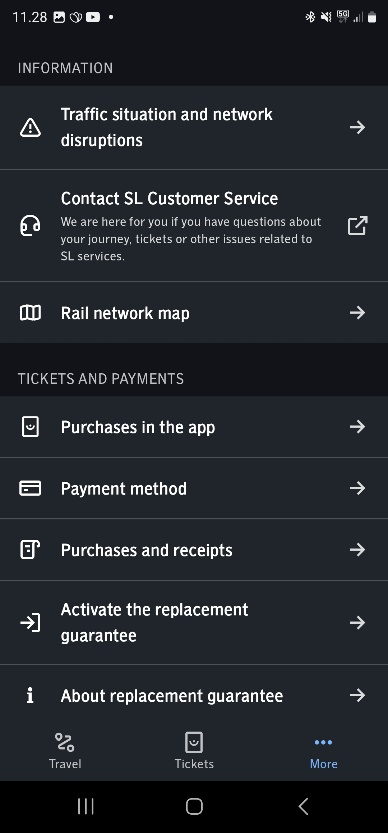 11.28
5G
INFORMATION
Traffic situation and network
disruptions
Contact SL Customer Service
We are here for you if you have questions about
your journey, tickets or other issues related to
SL services.
Rail network map
TICKETS AND PAYMENTS
Purchases in the app
Payment method
Purchases and receipts
Activate the replacement
guarantee
About replacement guarantee
Travel
Tickets
More